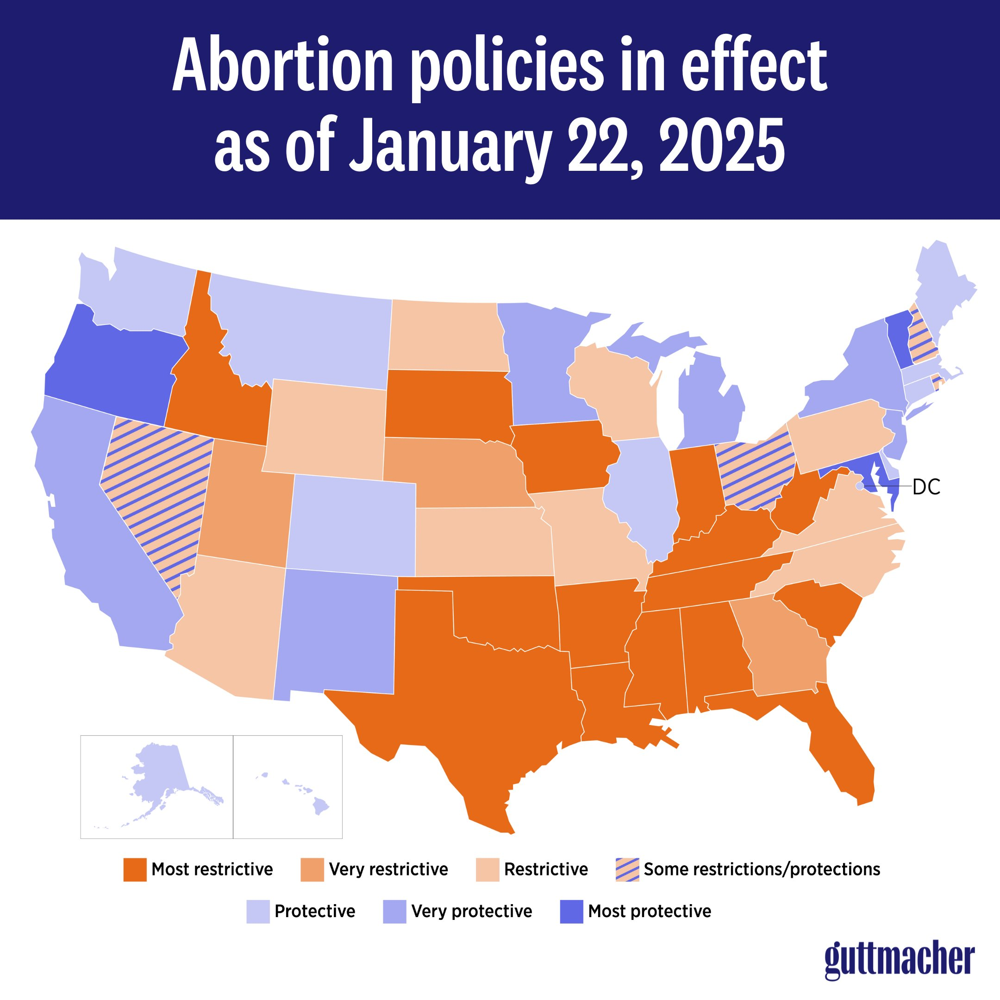 Abortion policies in effect
as of January 22, 2025
DC
Most restrictive
Very restrictive
Restrictive
Some restrictions/protections
Protective
Very protective
Most protective
guttmacher